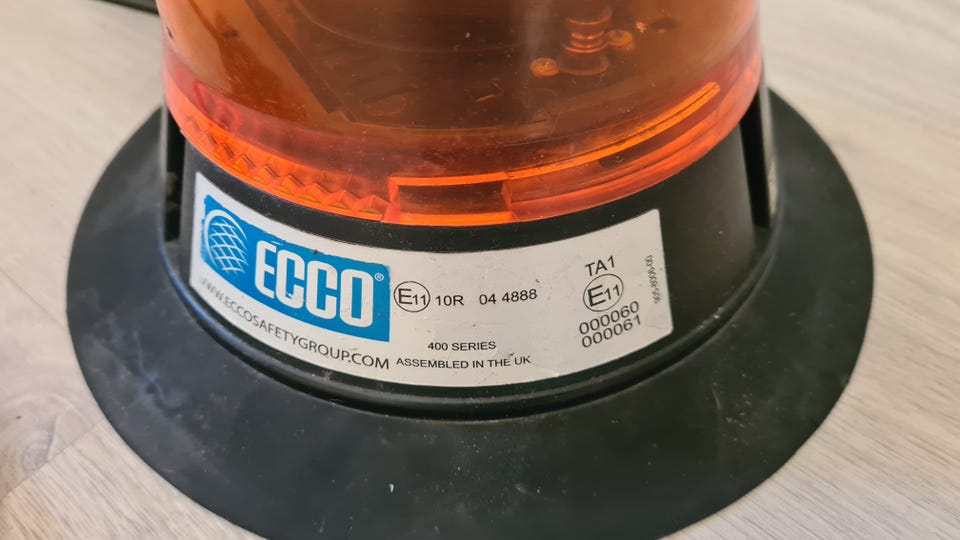 ECCO®
WWW.ECCOSAFETYGROUP.COM
E11 10R 04 4888
400 SERIES
ASSEMBLED IN THE UK
TA1
E11
000060
000061